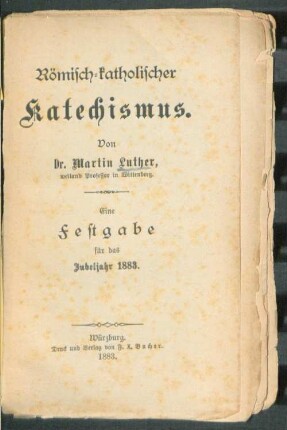 Römisch-katholischer
Katechismus.
Von
Dr. Martin Luther,
weiland Professor in Wittenberg.
Eine
Festgabe
für das
Jubeljahr 1883.
Würzburg.
Druck und Verlag von F. X. Bucher.
1883.